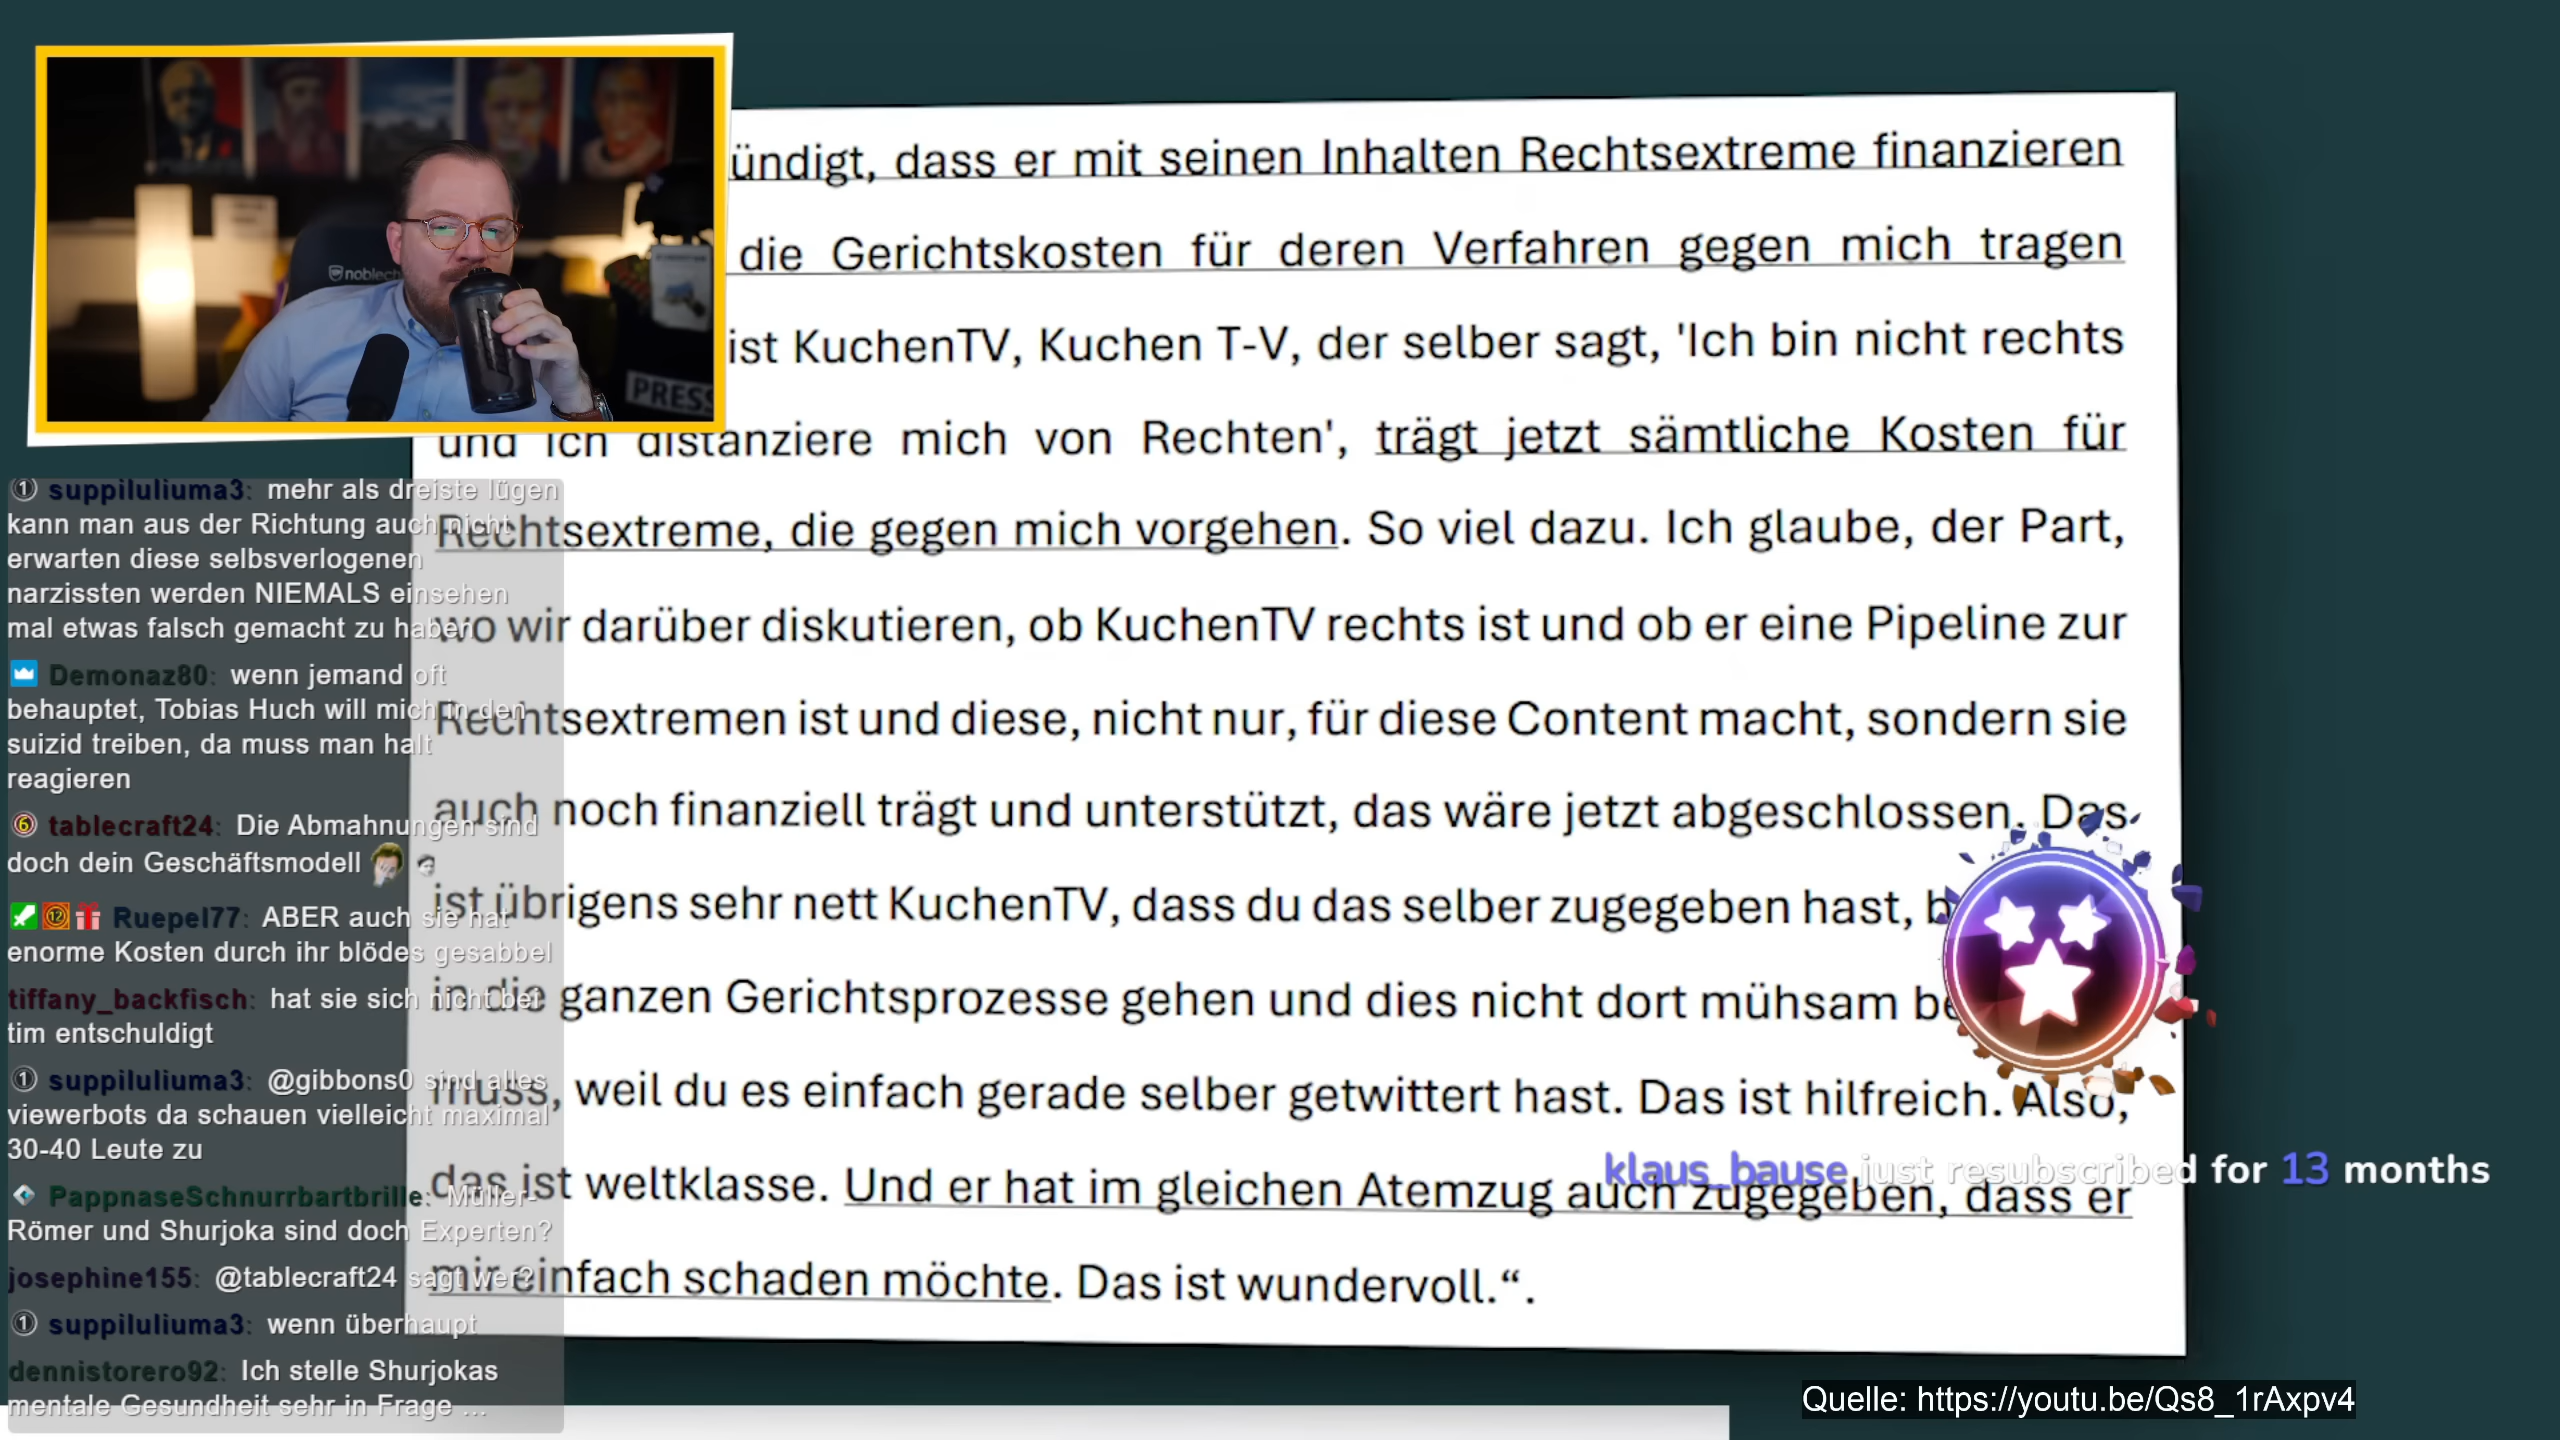 ündigt, dass er mit seinen Inhalten Rechtsextreme finanzieren
die Gerichtskosten für deren Verfahren gegen mich tragen
ist KuchenTV, Kuchen T-V, der selber sagt, 'Ich bin nicht rechts
und ich distanziere mich von Rechten', trägt jetzt sämtliche Kosten für
Rechtsextreme, die gegen mich vorgehen. So viel dazu. Ich glaube, der Part,
wo wir darüber diskutieren, ob KuchenTV rechts ist und ob er eine Pipeline zur
Rechtsextremen ist und diese, nicht nur, für diese Content macht, sondern sie
auch noch finanziell trägt und unterstützt, das wäre jetzt abgeschlossen. Das
ist übrigens sehr nett KuchenTV, dass du das selber zugegeben hast, b
in die ganzen Gerichtsprozesse gehen und dies nicht dort mühsam be
muss, weil du es einfach gerade selber getwittert hast. Das ist hilfreich. Also,
das ist weltklasse. Und er hat im gleichen Atemzug auch zugegeben, dass er
mir einfach schaden möchte. Das ist wundervoll.“.
noblech
PRESS
suppiluliuma3: mehr als dreiste lügen
kann man aus der Richtung auch nicht
erwarten diese selbsverlogenen
narzissten werden NIEMALS einsehen
mal etwas falsch gemacht zu haben
Demonaz80: wenn jemand oft
behauptet, Tobias Huch will mich in den
suizid treiben, da muss man halt
reagieren
tablecraft24: Die Abmahnungen sind
doch dein Geschäftsmodell
Ruepel77: ABER auch sie hat
enorme Kosten durch ihr blödes gesabbel
tiffany_backfisch: hat sie sich nicht bei
tim entschuldigt
suppiluliuma3: @gibbons0 sind alles
viewerbots da schauen vielleicht maximal
30-40 Leute zu
PappnaseSchnurrbartbrille: Müller-
Römer und Shurjoka sind doch Experten?
josephine155: @tablecraft24 sagt wer?
suppiluliuma3: wenn überhaupt
dennistorero92: Ich stelle Shurjokas
mentale Gesundheit sehr in Frage ...
klaus_bause just resubscribed for 13 months
Quelle: https://youtu.be/Qs8_1rAxpv4